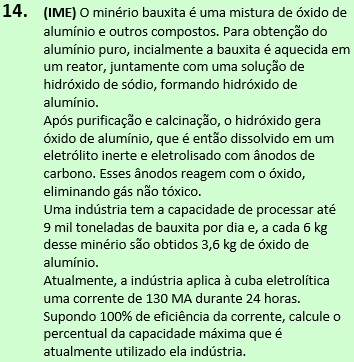 14. (IME) O minério bauxita é uma mistura de óxido de
alumínio e outros compostos. Para obtenção do
alumínio puro, incialmente a bauxita é aquecida em
um reator, juntamente com uma solução de
hidróxido de sódio, formando hidróxido de
alumínio.
Após purificação e calcinação, o hidróxido gera
óxido de alumínio, que é então dissolvido em um
eletrólito inerte e eletrolisado com ânodos de
carbono. Esses ânodos reagem com o óxido,
eliminando gás não tóxico.
Uma indústria tem a capacidade de processar até
9 mil toneladas de bauxita por dia e, a cada 6 kg
desse minério são obtidos 3,6 kg de óxido de
alumínio.
Atualmente, a indústria aplica à cuba eletrolítica
uma corrente de 130 MA durante 24 horas.
Supondo 100% de eficiência da corrente, calcule o
percentual da capacidade máxima que é
atualmente utilizado ela indústria.